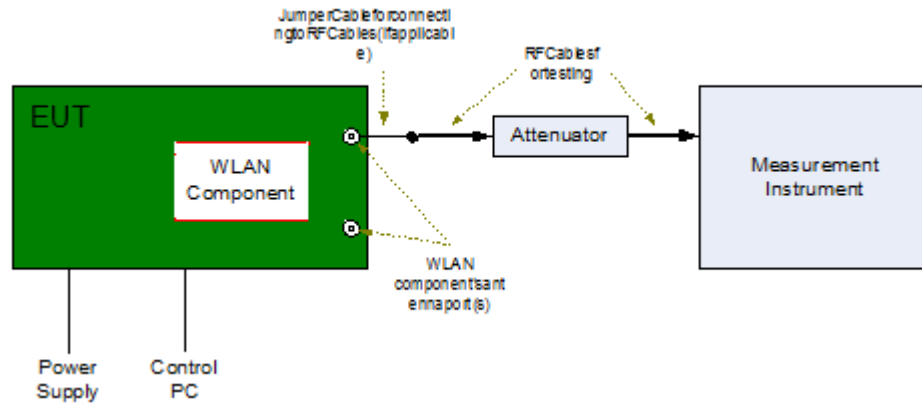 JumperCableforconnecti
ngtoRFCables(ifapplicabl
e)
RFCablesf
ortesting
EUT
WLAN
Component
Attenuator
Measurement
Instrument
WLAN
component'sant
ennaport(s)
Power
Supply
Control
PC